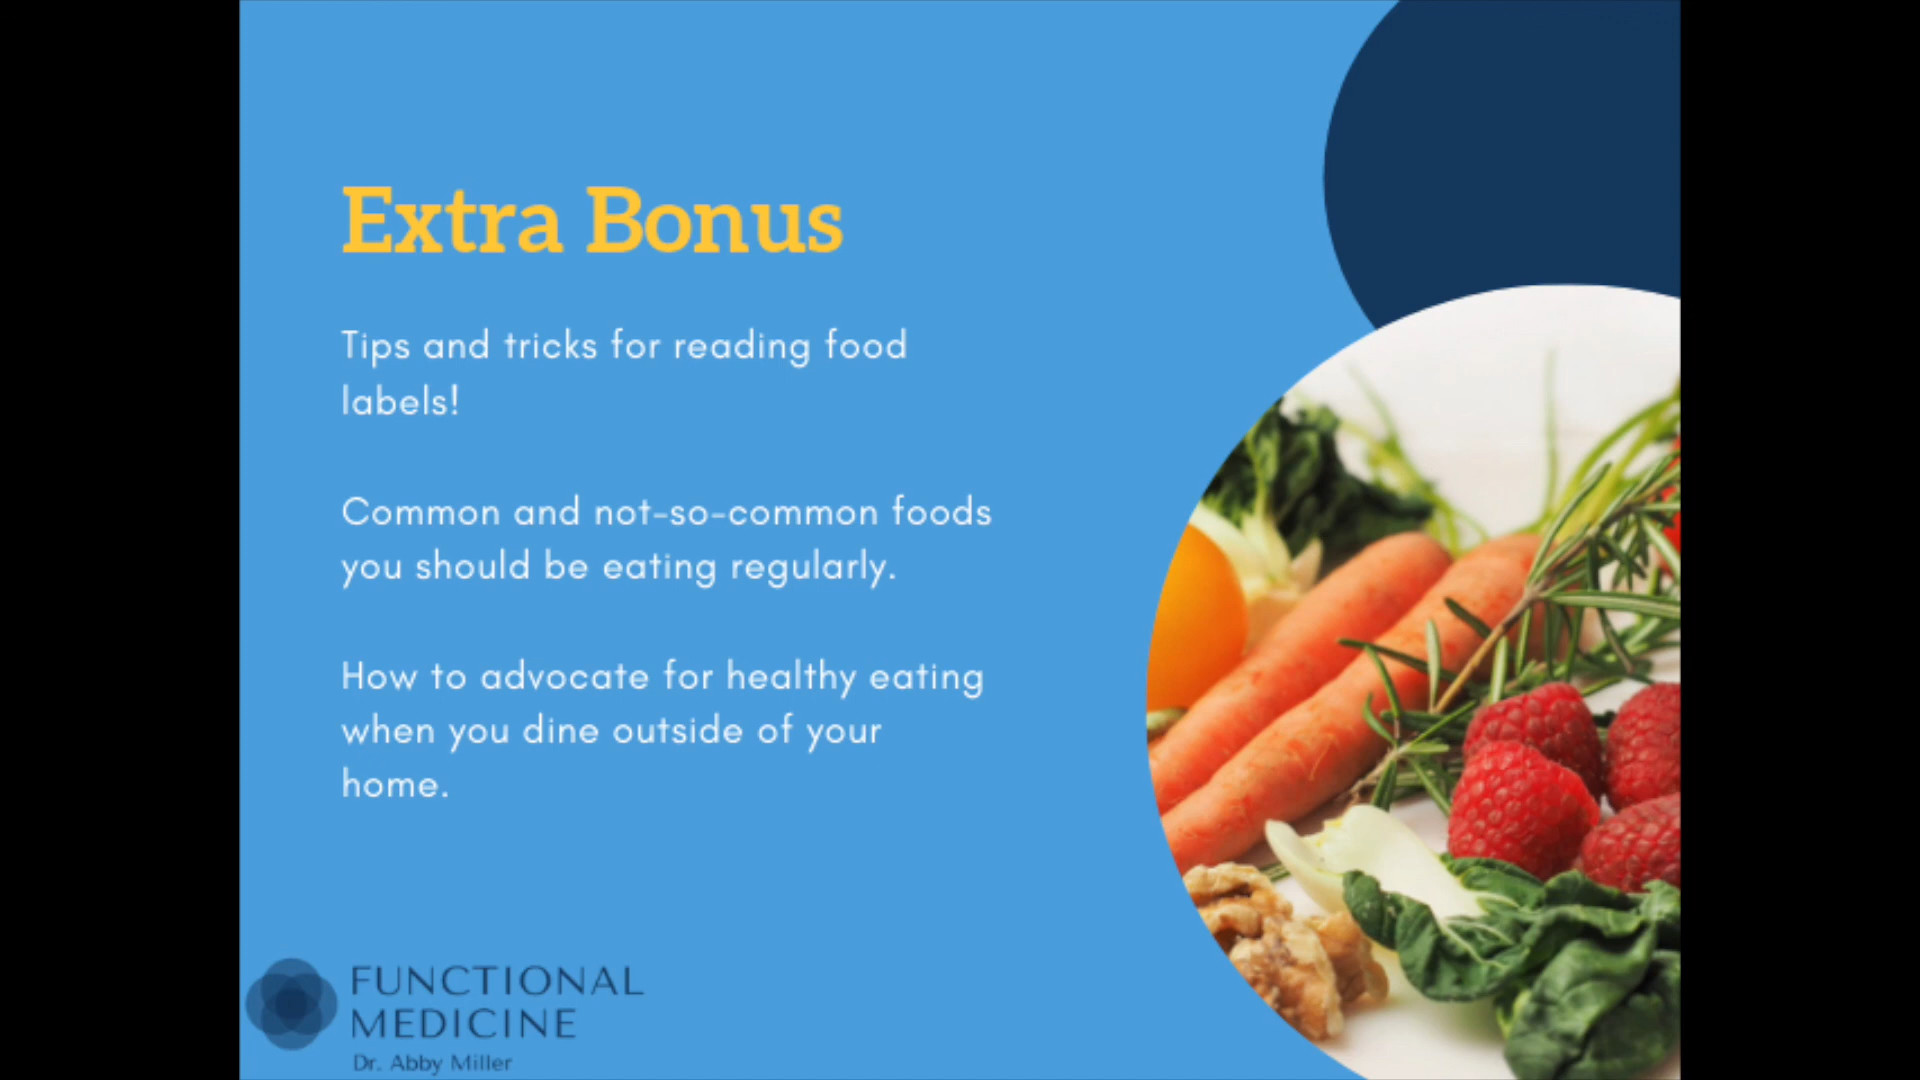 Extra Bonus
Tips and tricks for reading food
labels!
Common and not-so-common foods
you should be eating regularly.
How to advocate for healthy eating
when you dine outside of your
home.
FUNCTIONAL
MEDICINE
Dr. Abby Miller